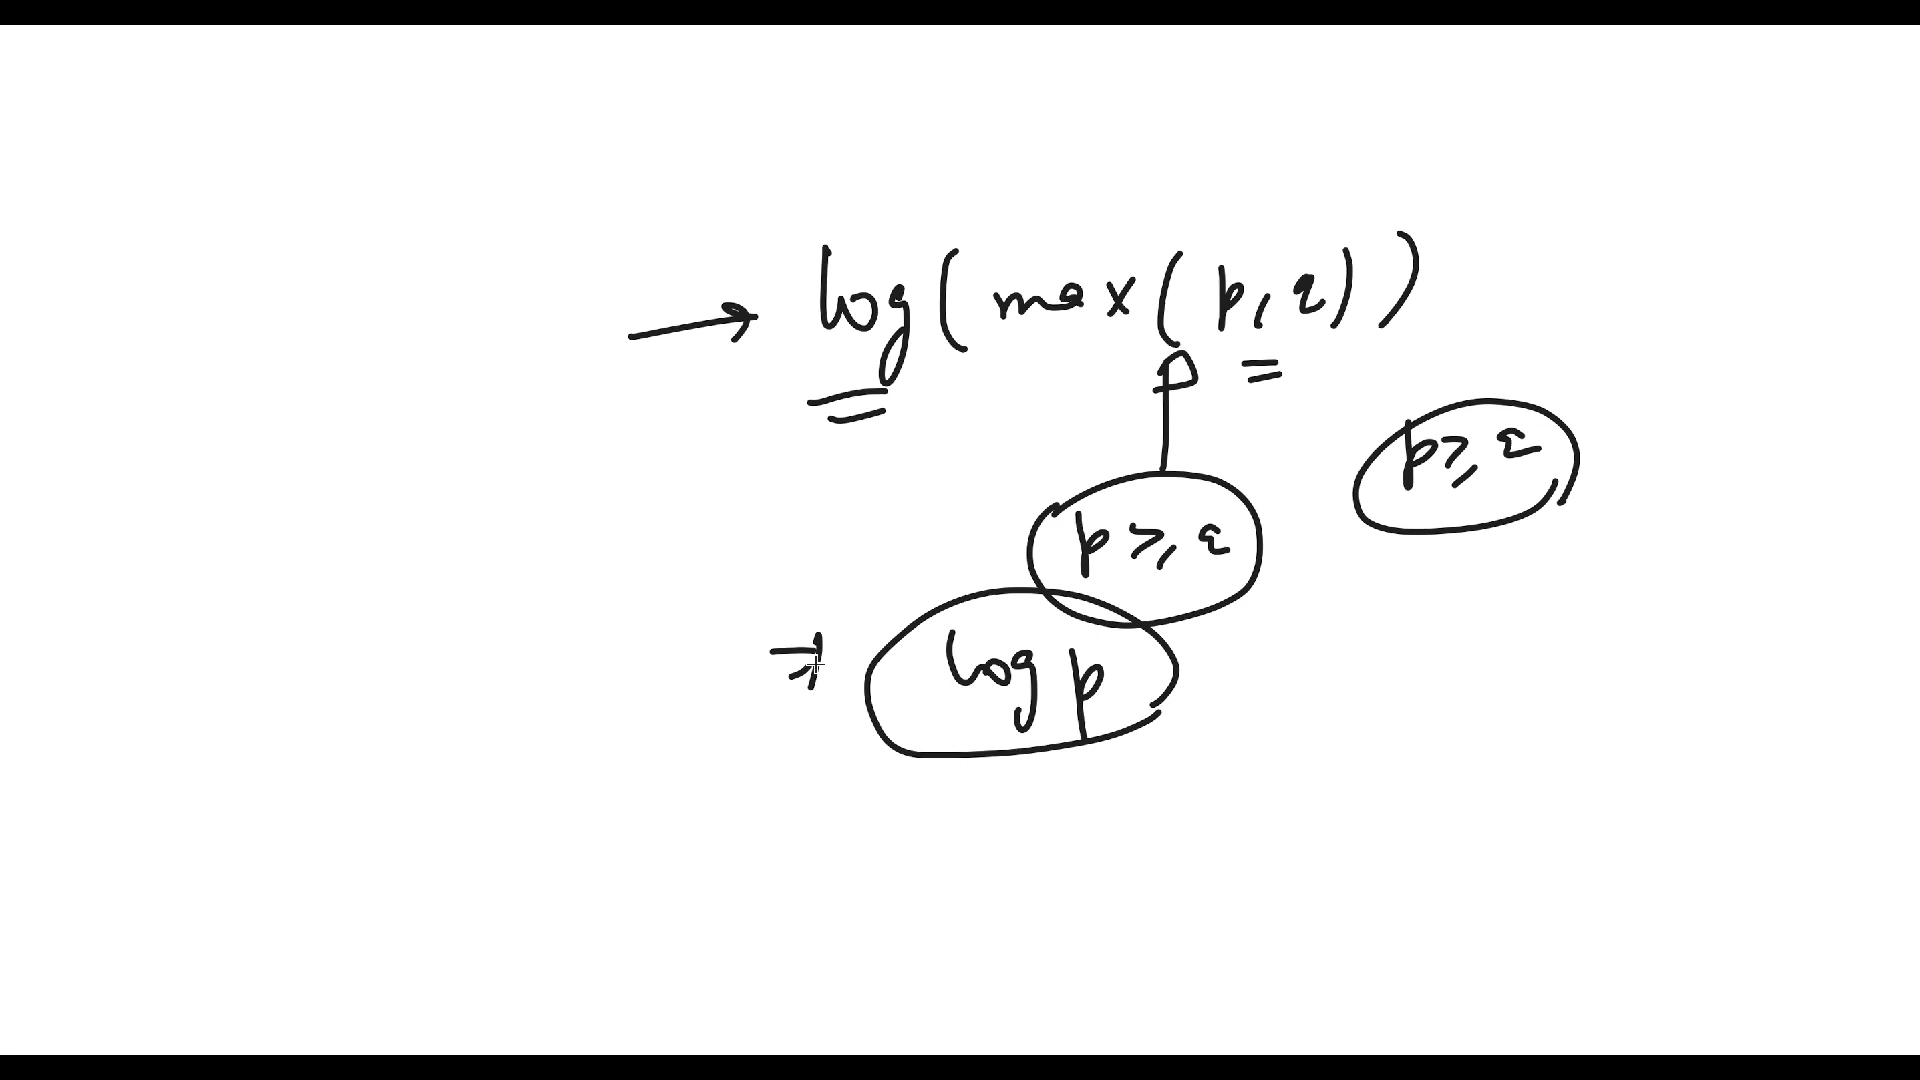 → log(max(p, q))
p =
p ≥ q
p ≥ q
⇒ log p